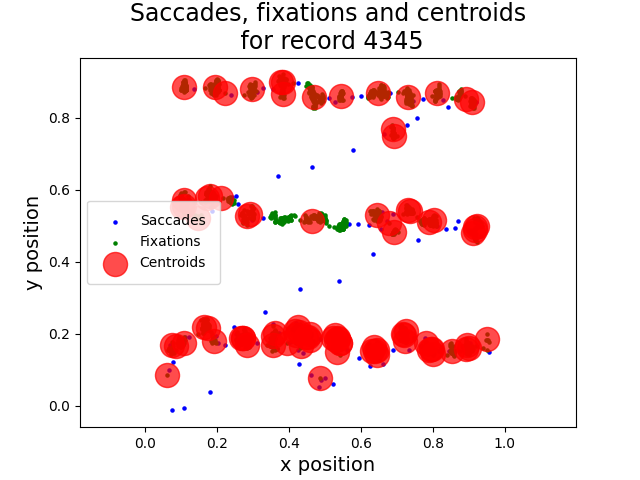 Saccades, fixations and centroids
for record 4345
y position
0.8
0.6
0.4
0.2
0.0
Saccades
Fixations
Centroids
0.0 0.2 0.4 0.6 0.8 1.0
x position